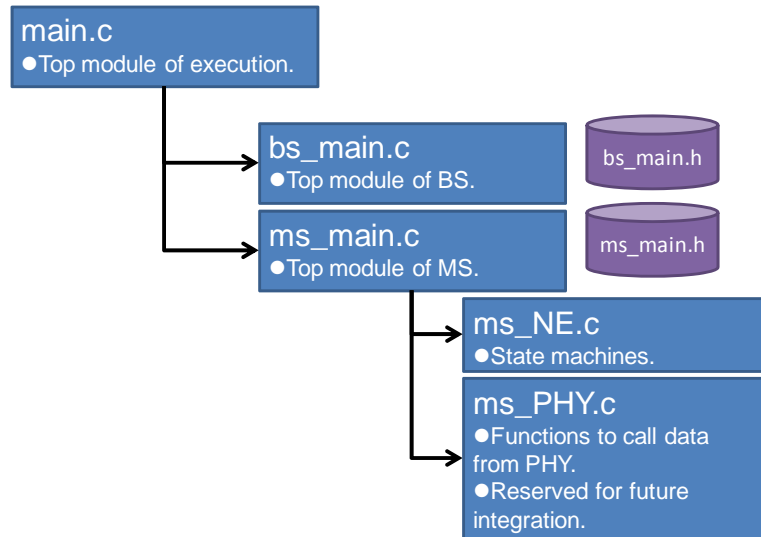 main.c
●Top module of execution.
bs_main.c
●Top module of BS.
bs_main.h
ms_main.c
●Top module of MS.
ms_main.h
ms_NE.c
●State machines.
ms_PHY.c
●Functions to call data
from PHY.
●Reserved for future
integration.